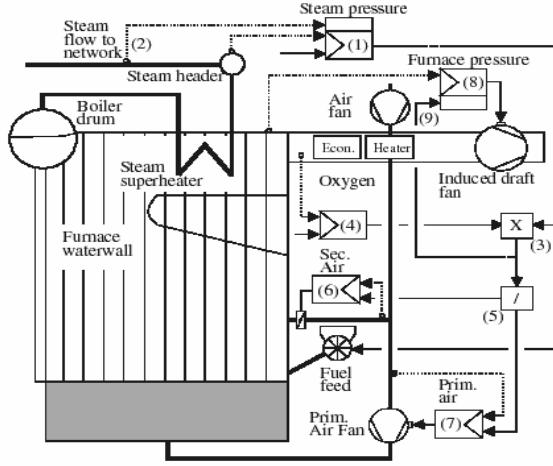 Steam pressure
Steam
flow to
network
(2)
(1)
Steam header
Furnace pressure
(8)
Boiler
drum
Air
fan
(9)
Econ.
Heater
Steam
superheater
Induced draft
fan
Oxygen
Furnace
waterwall
(4)
X
(3)
Sec.
Air
(6)
/
(5)
Fuel
feed
Prim.
air
Prim.
Air Fan
(7)